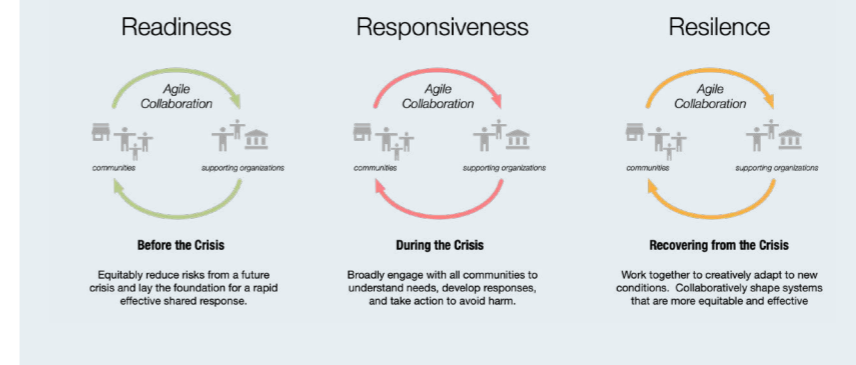 Readiness
Agile
Collaboration
communities
supporting organizations
Before the Crisis
Equitably reduce risks from a future
crisis and lay the foundation for a rapid
effective shared response.
Responsiveness
Agile
Collaboration
communities
supporting organizations
During the Crisis
Broadly engage with all communities to
understand needs, develop responses,
and take action to avoid harm.
Resilence
Agile
Collaboration
communities
supporting organizations
Recovering from the Crisis
Work together to creatively adapt to new
conditions. Collaboratively shape systems
that are more equitable and effective